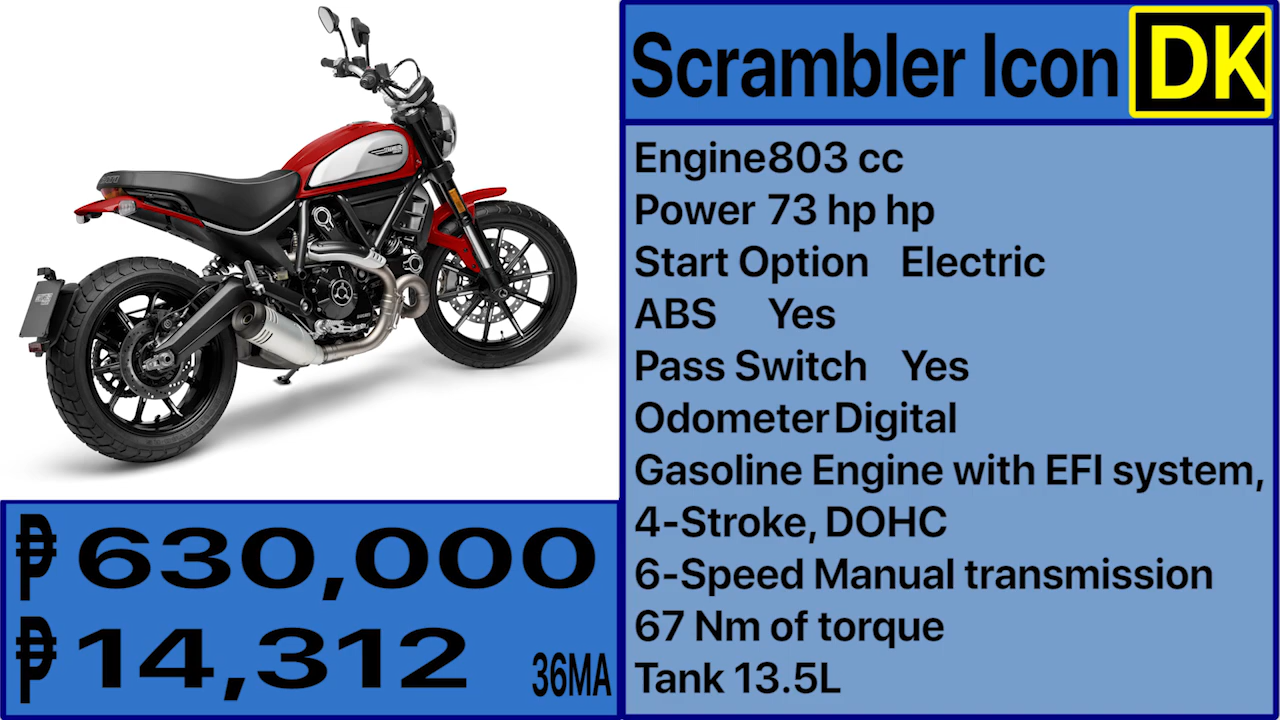 Scrambler Icon DK
Engine803 cc
Power 73 hp hp
Start Option Electric
ABS Yes
Pass Switch Yes
Odometer Digital
Gasoline Engine with EFI system,
4-Stroke, DOHC
6-Speed Manual transmission
67 Nm of torque
Tank 13.5L
₱ 630,000
₱ 14,312 36MA